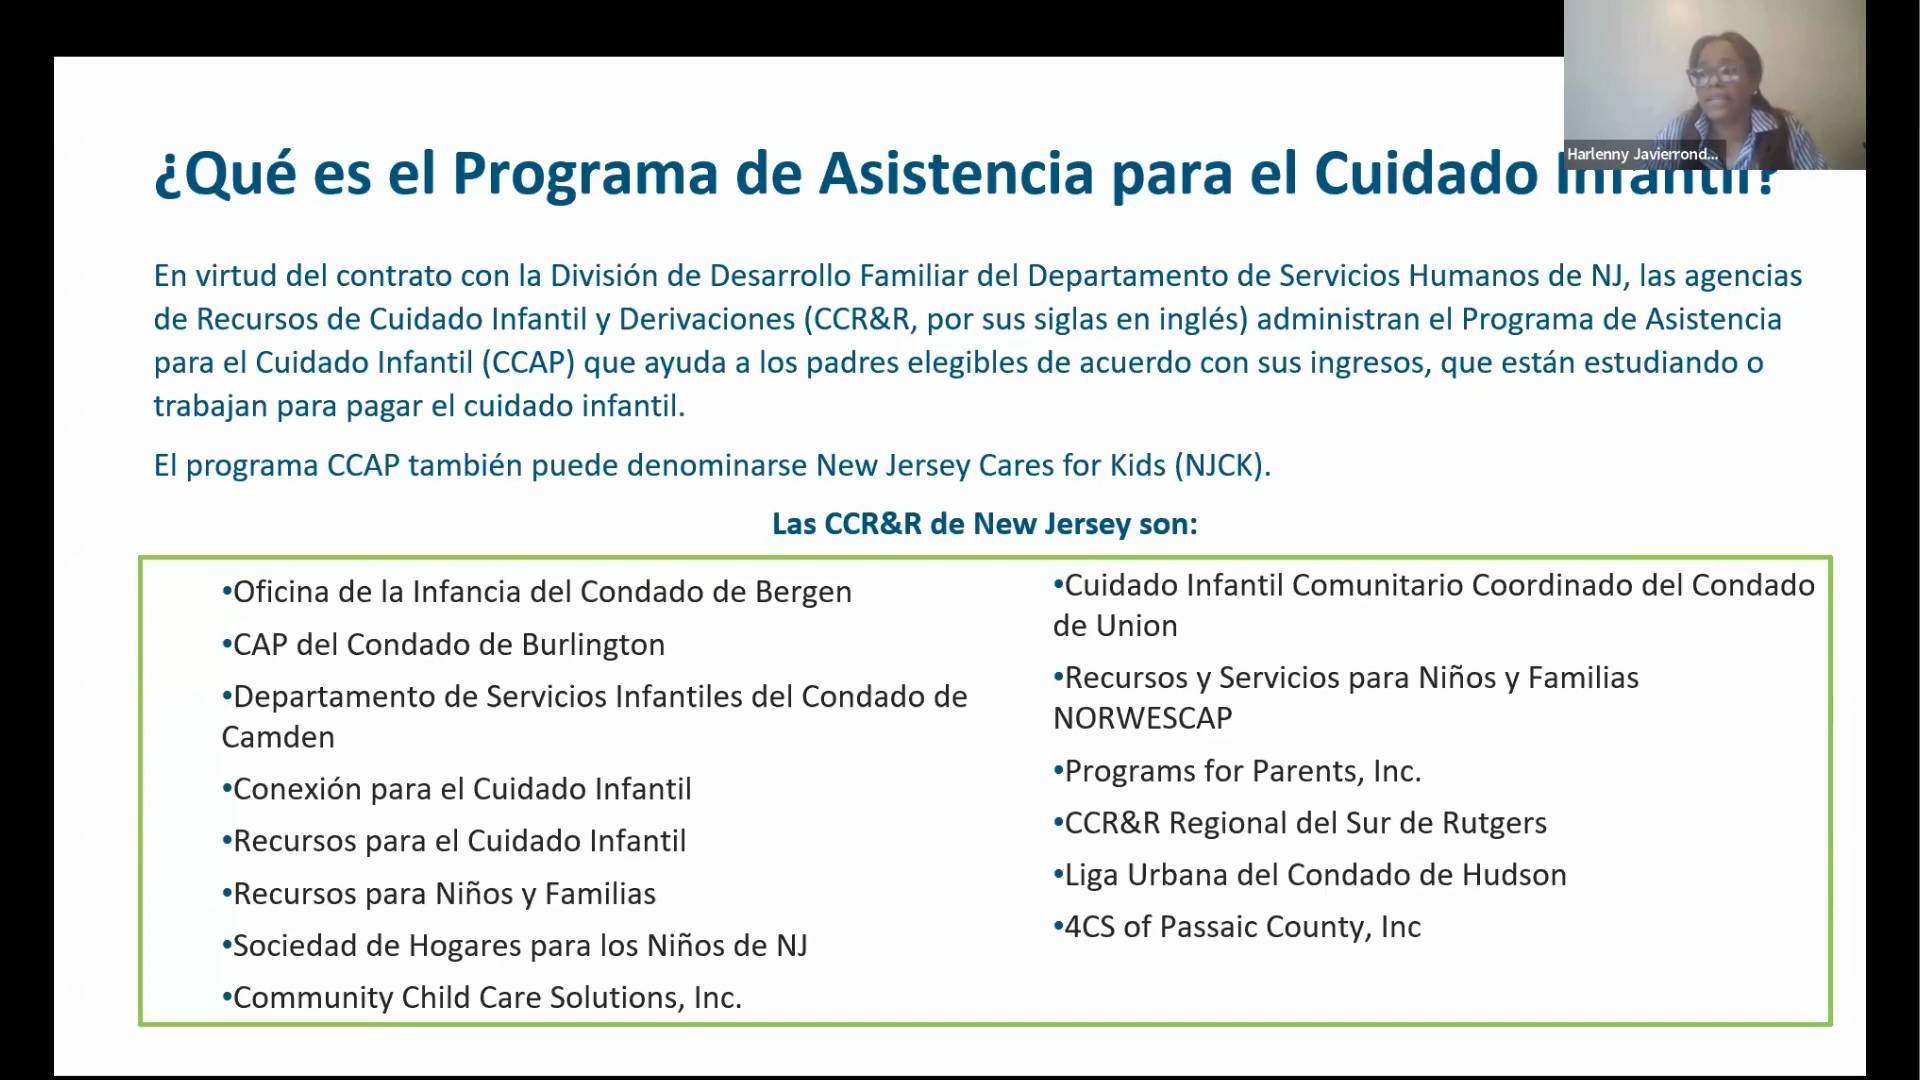 ¿Qué es el Programa de Asistencia para el Cuidado Infantil?
Harlenny Javierrond...
En virtud del contrato con la División de Desarrollo Familiar del Departamento de Servicios Humanos de NJ, las agencias
de Recursos de Cuidado Infantil y Derivaciones (CCR&R, por sus siglas en inglés) administran el Programa de Asistencia
para el Cuidado Infantil (CCAP) que ayuda a los padres elegibles de acuerdo con sus ingresos, que están estudiando o
trabajan para pagar el cuidado infantil.
El programa CCAP también puede denominarse New Jersey Cares for Kids (NJCK).
Las CCR&R de New Jersey son:
•Oficina de la Infancia del Condado de Bergen
•CAP del Condado de Burlington
•Departamento de Servicios Infantiles del Condado de
Camden
•Conexión para el Cuidado Infantil
•Recursos para el Cuidado Infantil
•Recursos para Niños y Familias
•Sociedad de Hogares para los Niños de NJ
•Community Child Care Solutions, Inc.
•Cuidado Infantil Comunitario Coordinado del Condado
de Union
•Recursos y Servicios para Niños y Familias
NORWESCAP
•Programs for Parents, Inc.
•CCR&R Regional del Sur de Rutgers
•Liga Urbana del Condado de Hudson
•4CS of Passaic County, Inc